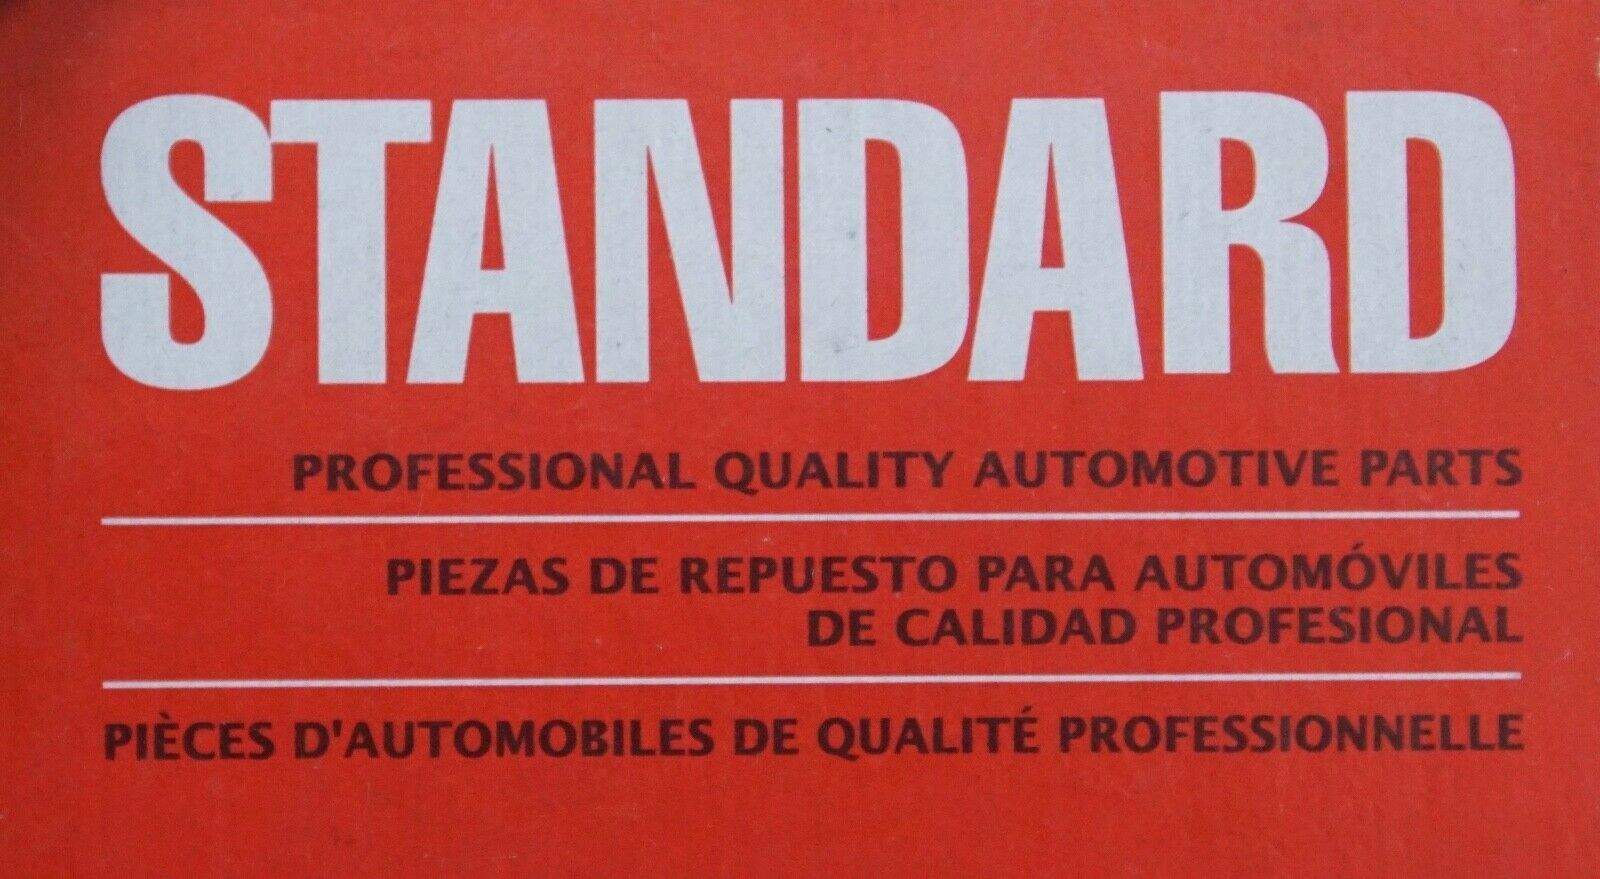 STANDARD
PROFESSIONAL QUALITY AUTOMOTIVE PARTS
PIEZAS DE REPUESTO PARA AUTOMÓVILES
DE CALIDAD PROFESIONAL
PIÈCES D'AUTOMOBILES DE QUALITÉ PROFESSIONNELLE